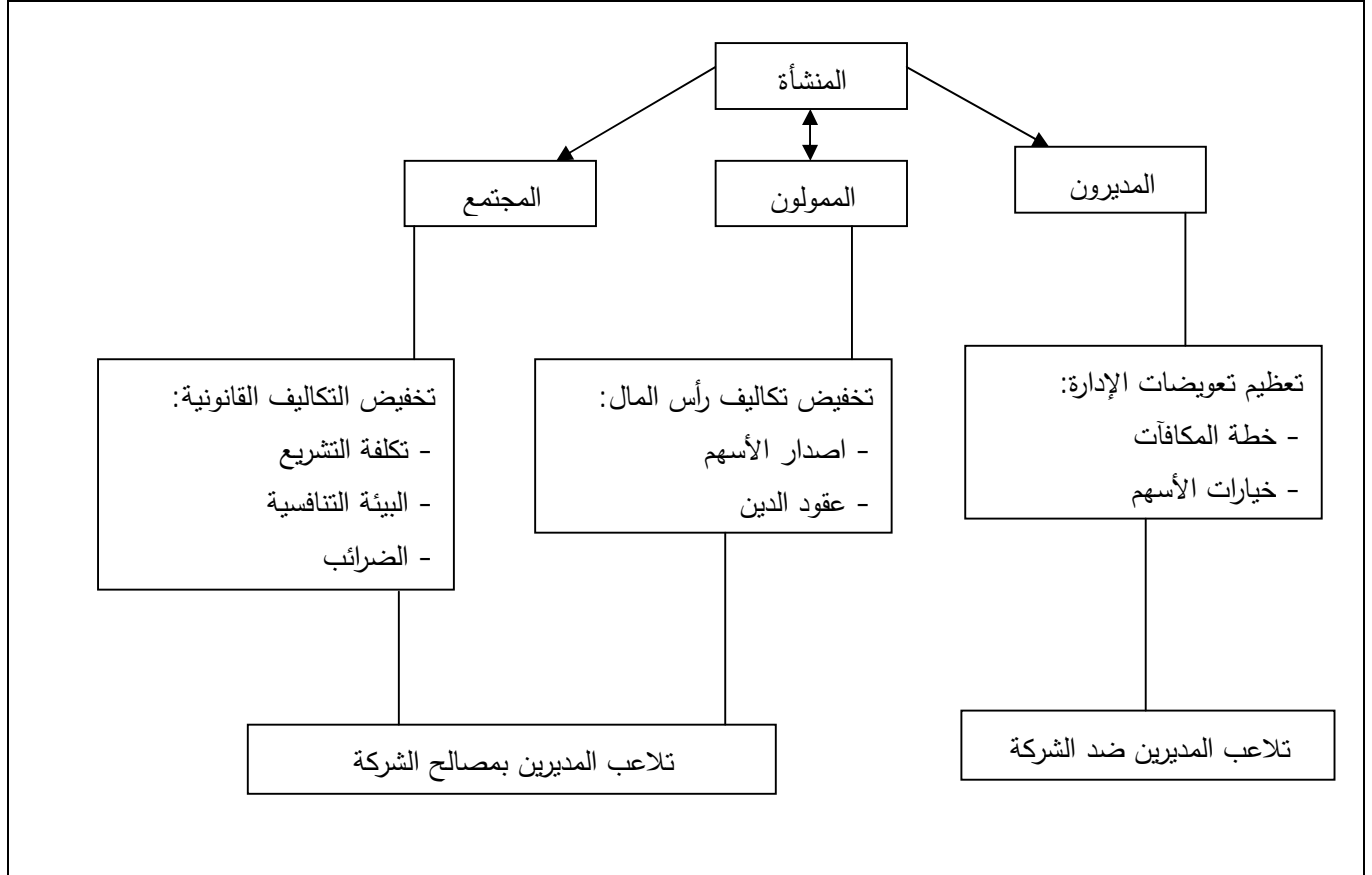 المنشأة
المديرون
الممولون
المجتمع
تعظيم تعويضات الإدارة:
- خطة المكافآت
- خيارات الأسهم
تخفيض تكاليف رأس المال:
- اصدار الأسهم
- عقود الدين
تخفيض التكاليف القانونية:
- تكلفة التشريع
- البيئة التنافسية
- الضرائب
تلاعب المديرين ضد الشركة
تلاعب المديرين بمصالح الشركة